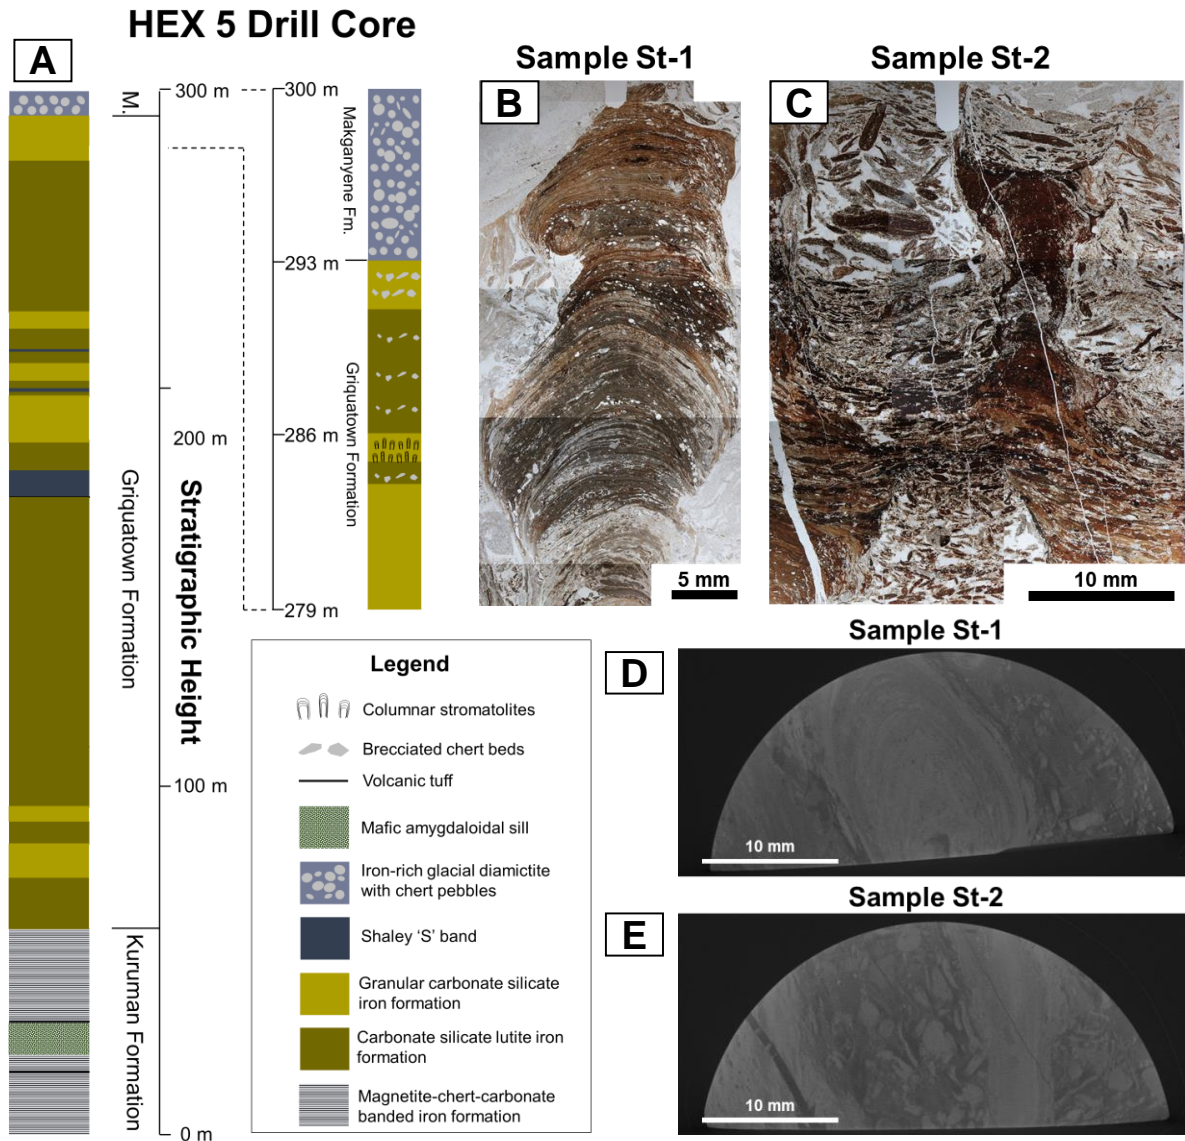 HEX 5 Drill Core
A
M.
300 m
200 m
100 m
0 m
Griquatown Formation
Kuruman Formation
Stratigraphic Height
300 m
293 m
286 m
279 m
Makganyene Fm.
Griquatown Formation
Sample St-1
B
5 mm
Sample St-2
C
10 mm
Legend
Columnar stromatolites
Brecciated chert beds
Volcanic tuff
Mafic amygdaloidal sill
Iron-rich glacial diamictite
with chert pebbles
Shaley ‘S’ band
Granular carbonate silicate
iron formation
Carbonate silicate lutite iron
formation
Magnetite-chert-carbonate
banded iron formation
Sample St-1
D
10 mm
Sample St-2
E
10 mm